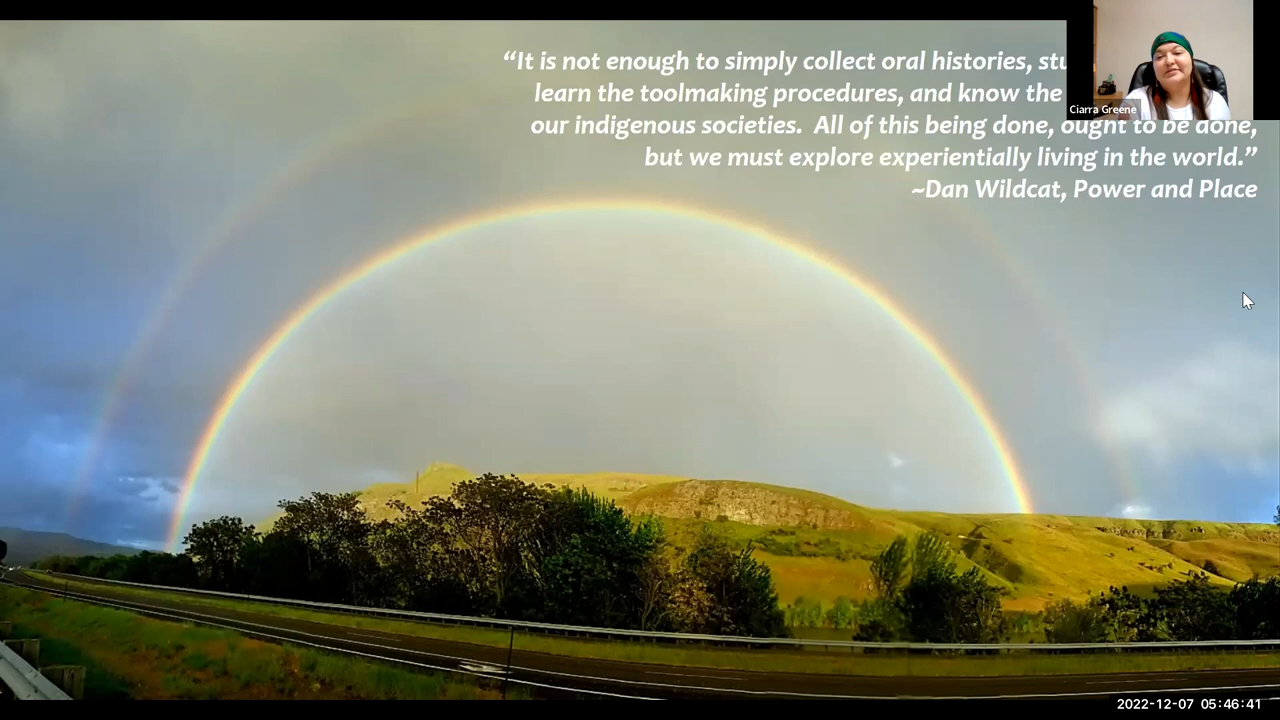 “It is not enough to simply collect oral histories,
learn the toolmaking procedures, and know the
our indigenous societies.  All of this being done, ought to be done,
but we must explore experientially living in the world.”
~Dan Wildcat, Power and Place
Ciarra Greene
2022-12-07 05:46:41